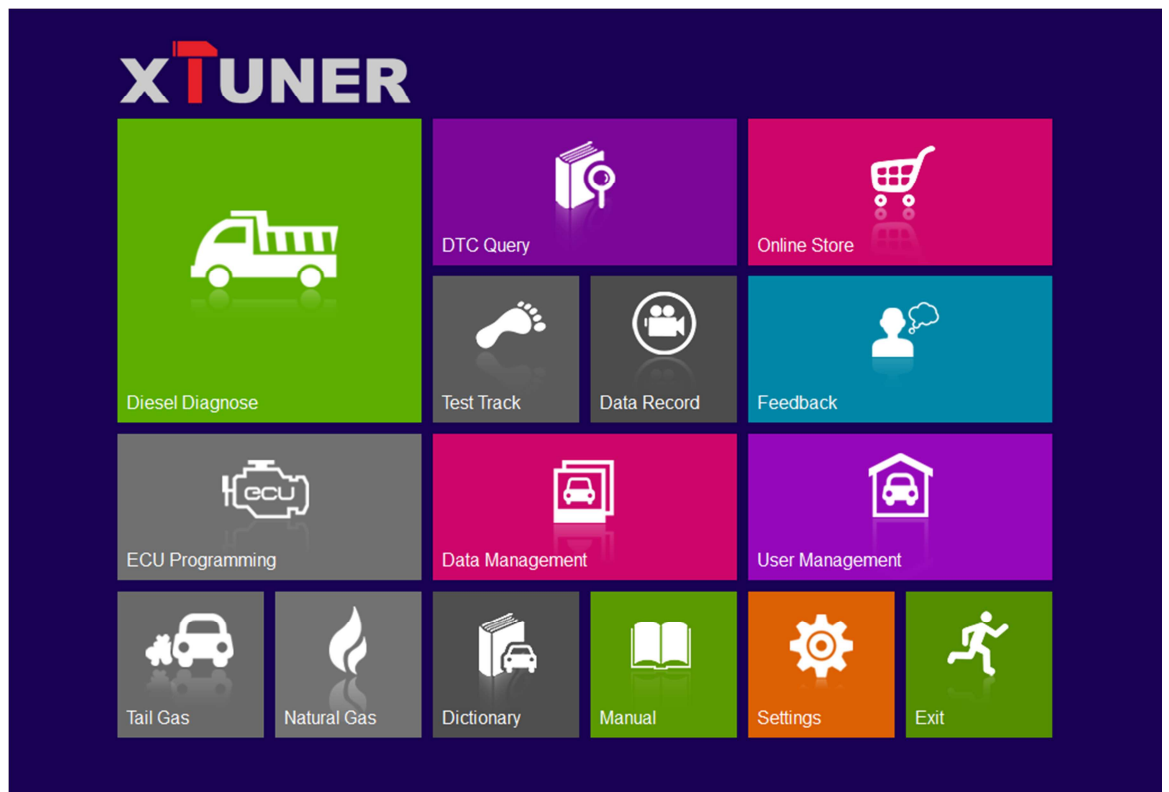 XTUNER
DTC Query
Online Store
Diesel Diagnose
Test Track
Data Record
Feedback
ecu
ECU Programming
Data Management
User Management
Tail Gas
Natural Gas
Dictionary
Manual
Settings
Exit